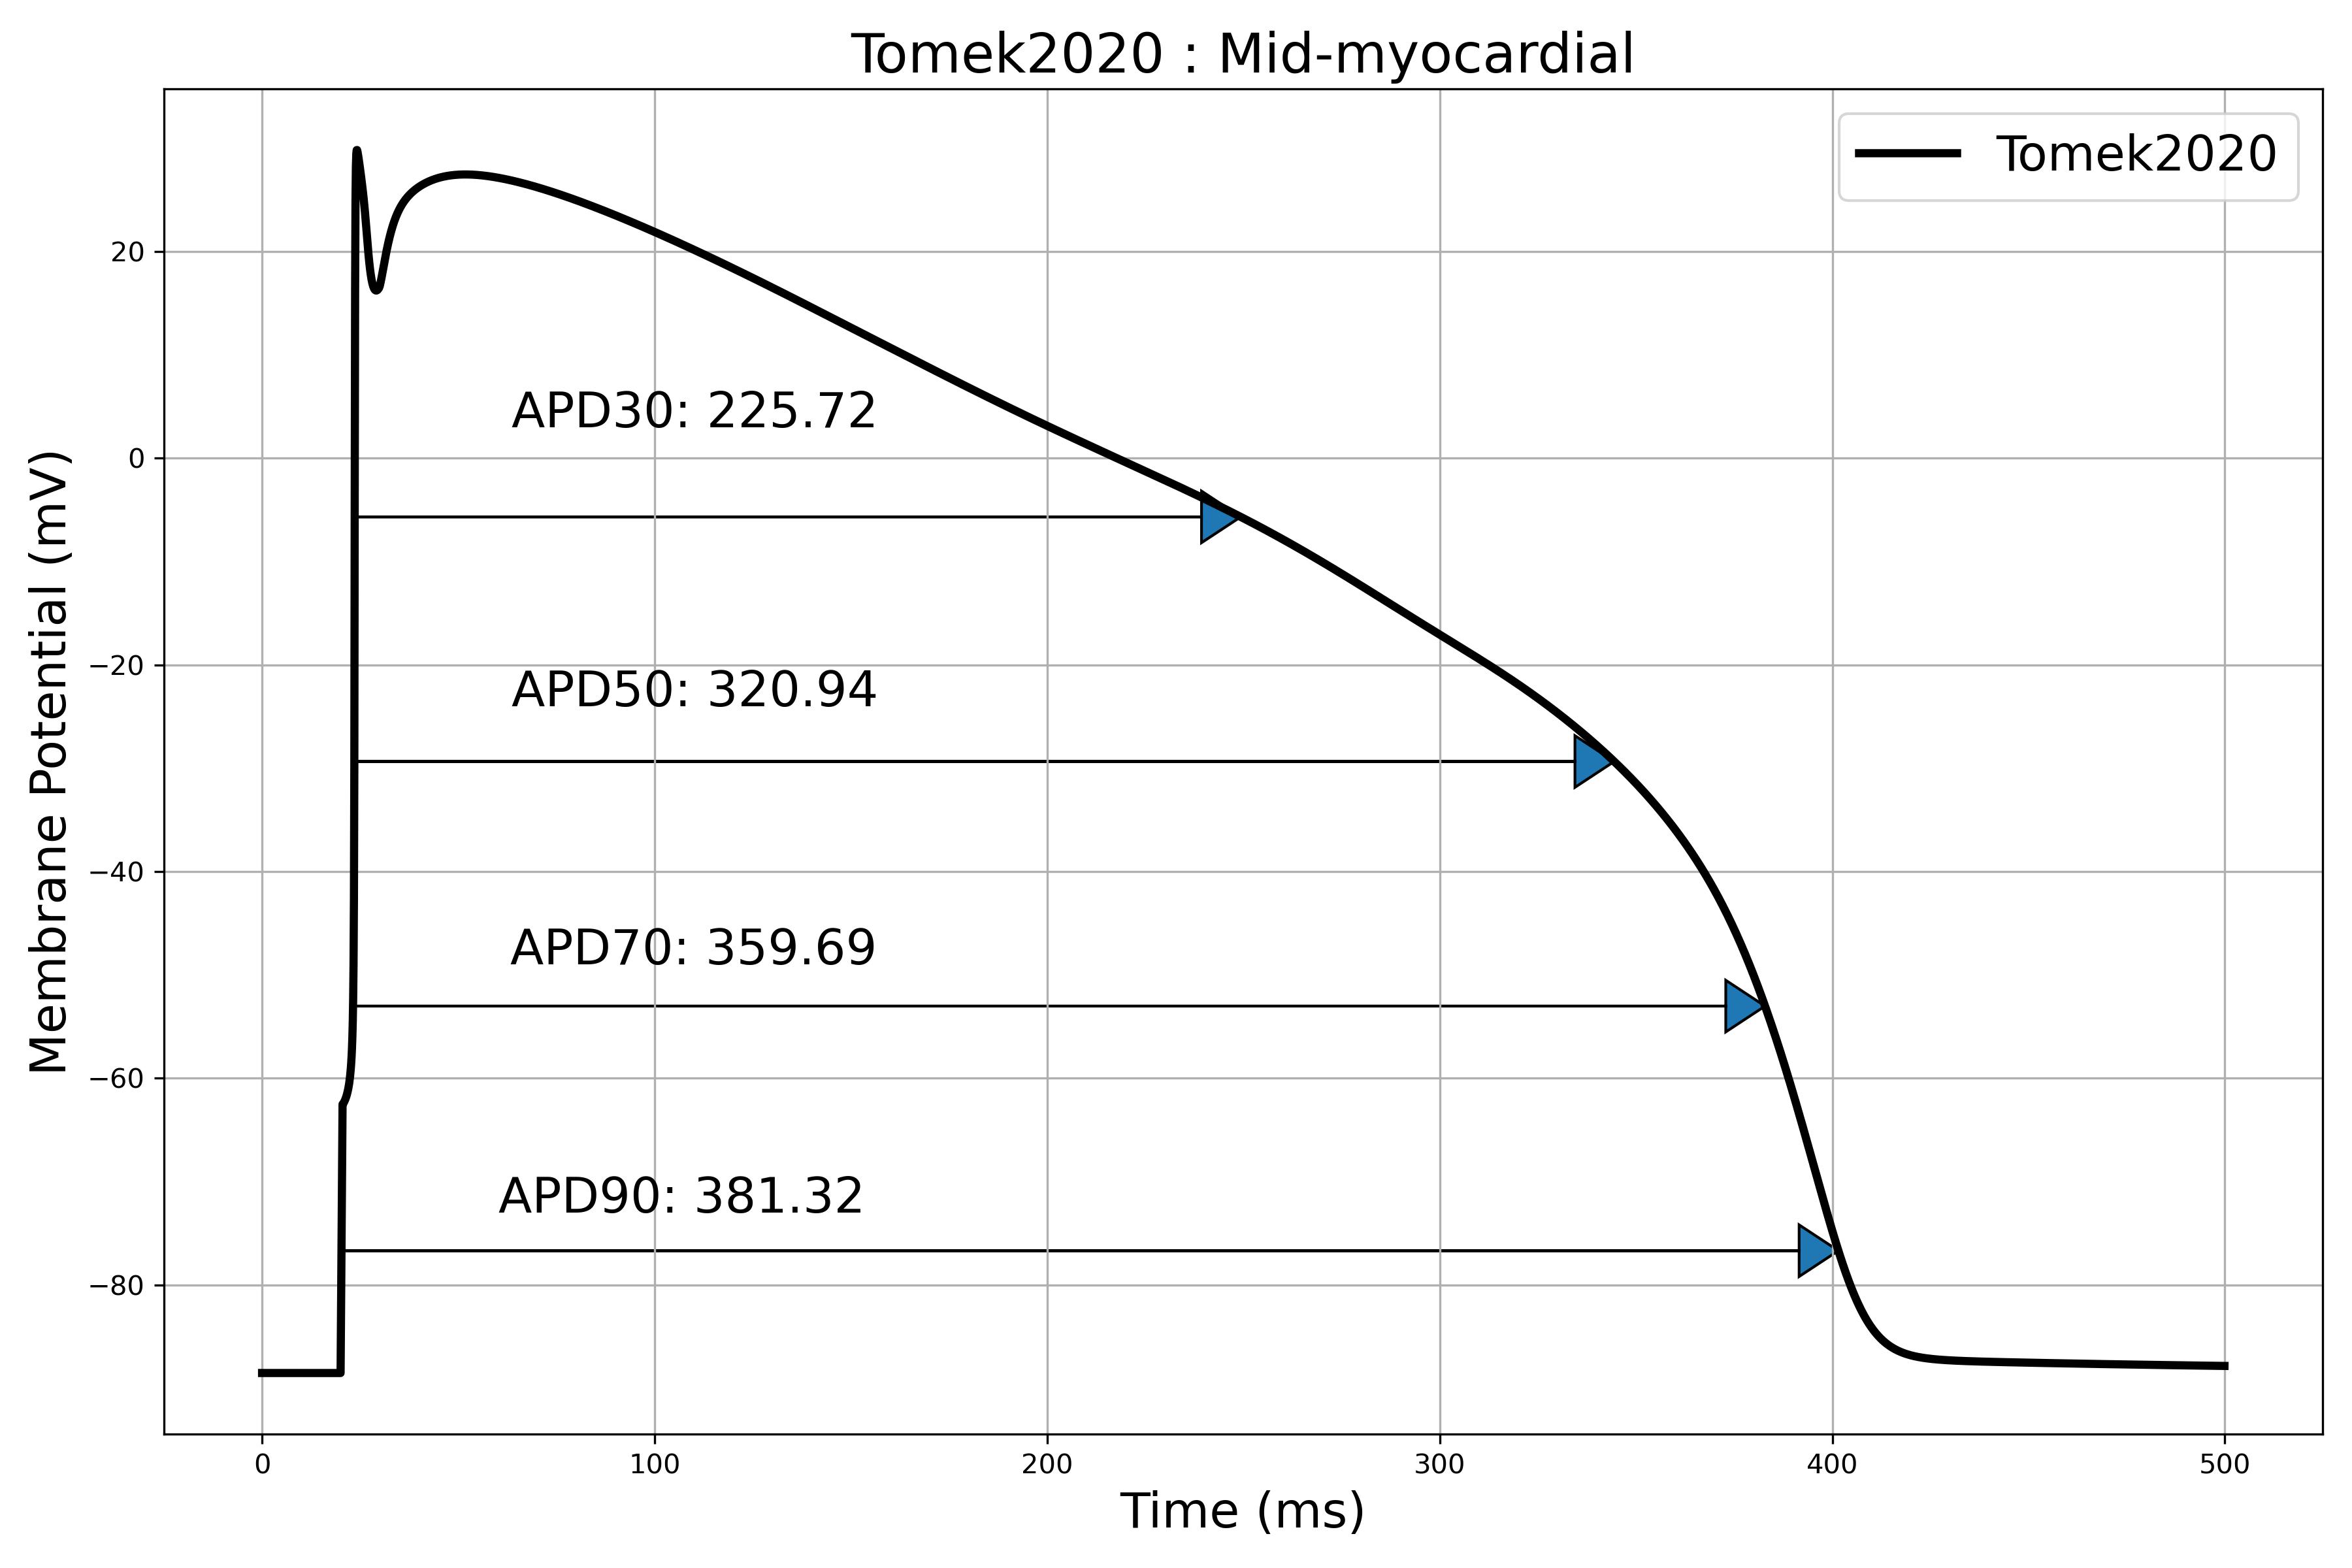 Tomek2020 : Mid-myocardial
Tomek2020
Membrane Potential (mV)
20
0
−20
−40
−60
−80
APD30: 225.72
APD50: 320.94
APD70: 359.69
APD90: 381.32
0 100 200 300 400 500
Time (ms)